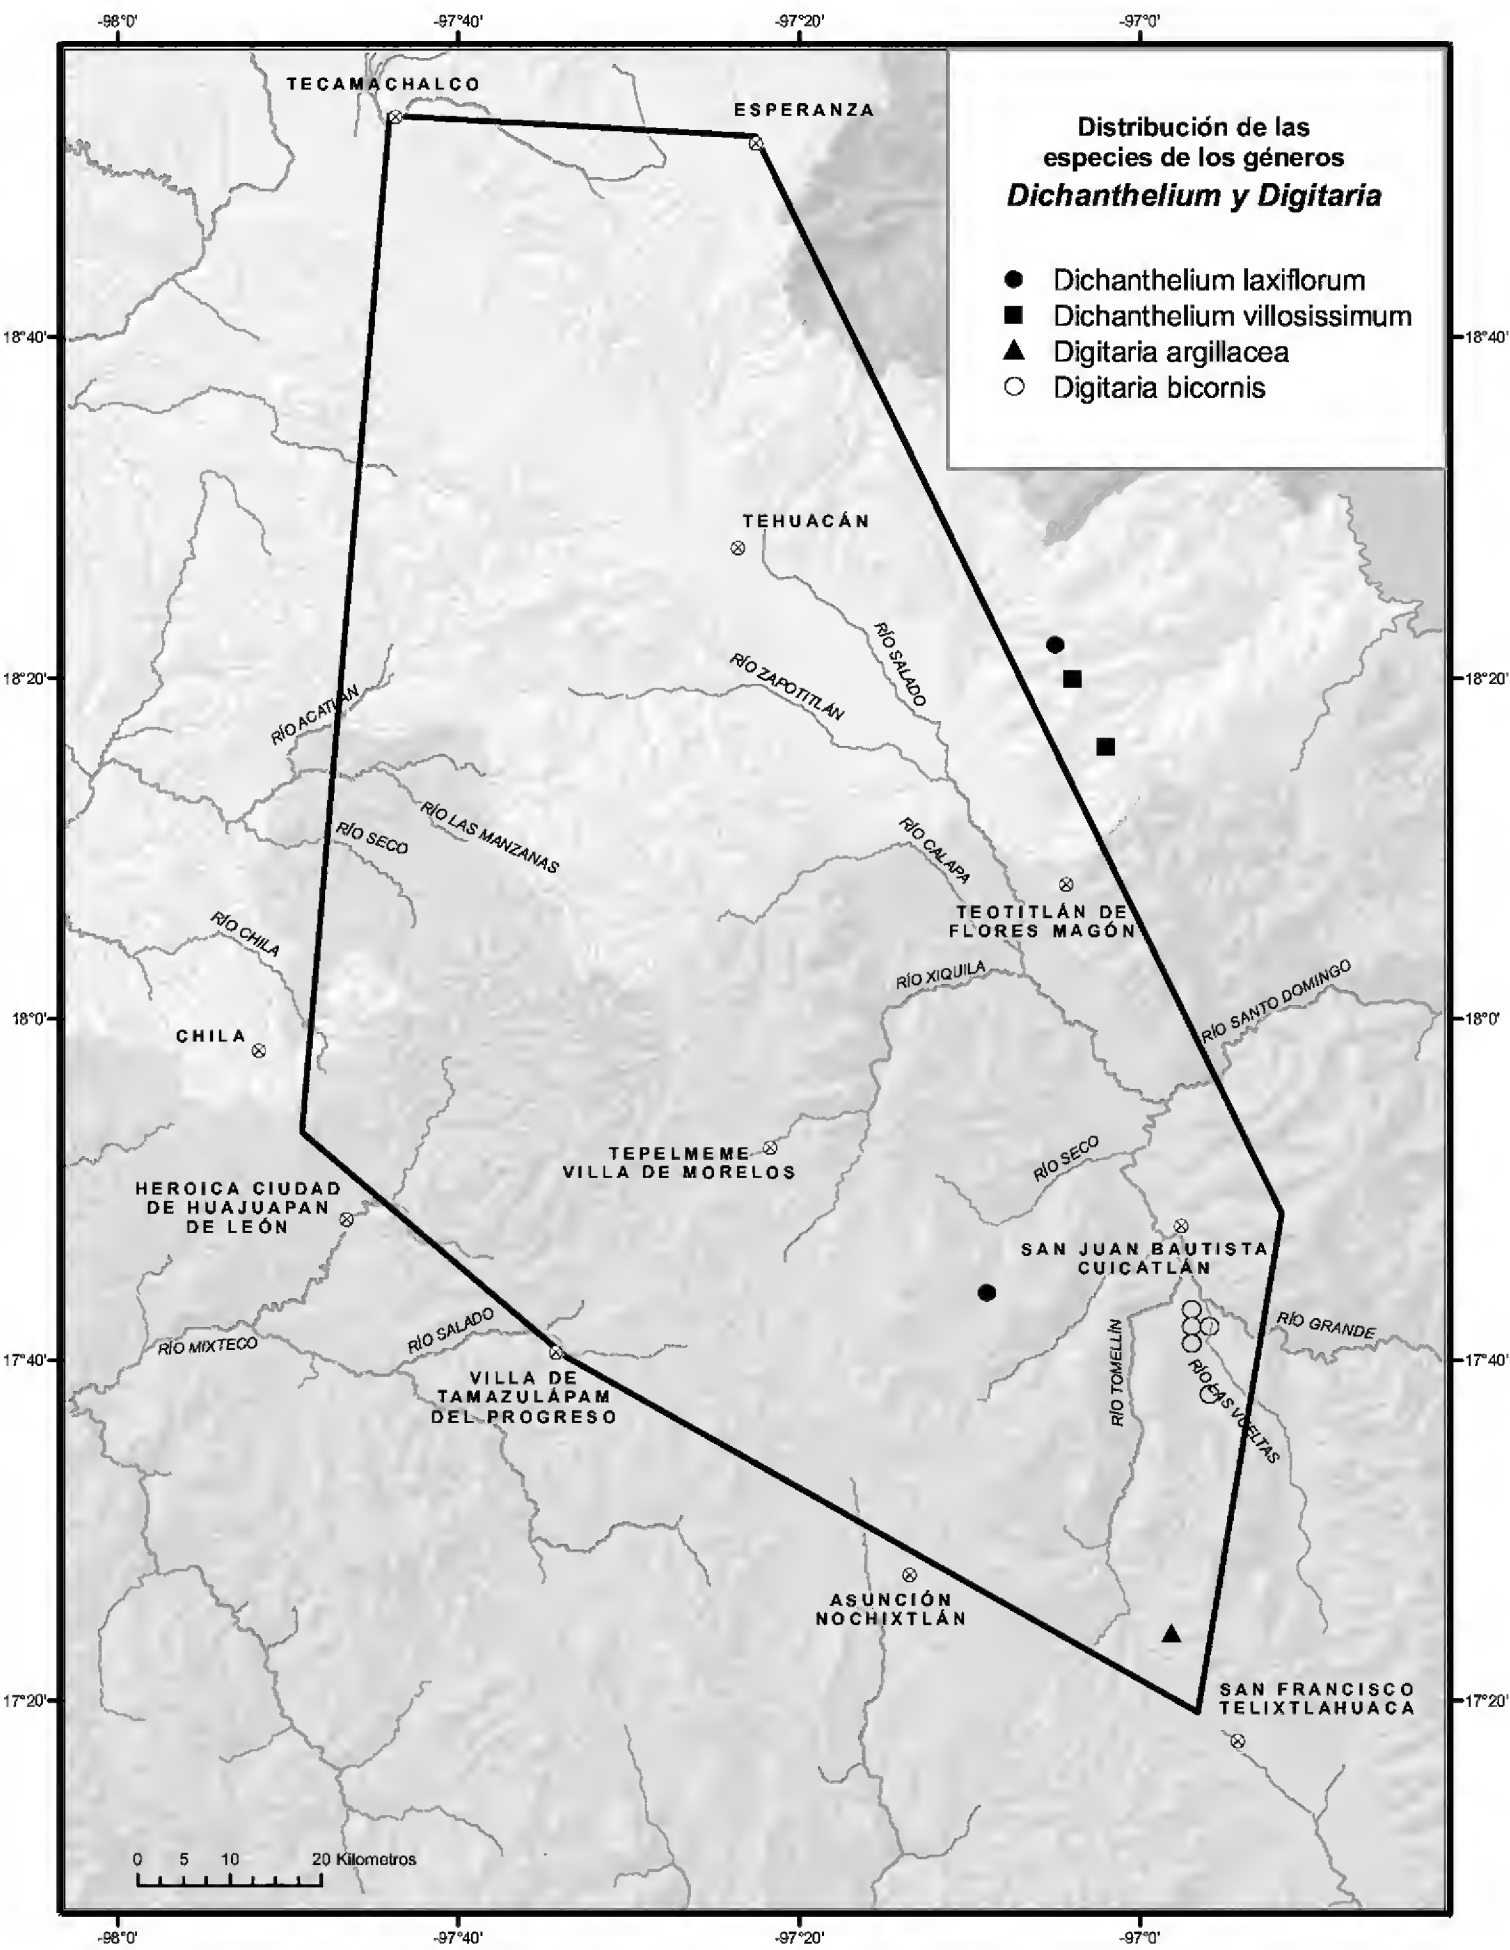 -98°0'
-97°40'
-97°20'
-97°0'
TECAMACHALCO
ESPERANZA
Distribución de las
especies de los géneros
Dichanthelium y Digitaria
Dichanthelium laxiflorum
Dichanthelium villosissimum
Digitaria argillacea
Digitaria bicornis
18°40'
18°40'
TEHUACÁN
RÍO SALADO
RÍO ZAPOTITLÁN
18°20'
18°20'
RÍO ACATLÁN
RÍO LAS MANZANAS
RÍO SECO
RÍO CALAPA
TEOTITLÁN DE
FLORES MAGÓN
RÍO CHILA
RÍO XIQUILA
RÍO SANTO DOMINGO
18°0'
18°0'
CHILA
TEPELMEME
VILLA DE MORELOS
RÍO SECO
HEROICA CIUDAD
DE HUAJUAPAN
DE LEÓN
SAN JUAN BAUTISTA
CUICATLÁN
RÍO GRANDE
RÍO MIXTECO
RÍO SALADO
RÍO TOMELLÍN
RÍO LAS VUELTAS
17°40'
17°40'
VILLA DE
TAMAZULÁPAM
DEL PROGRESO
ASUNCIÓN
NOCHIXTLÁN
17°20'
17°20'
SAN FRANCISCO
TELIXTLAHUACA
0 5 10 20 Kilometros
-98°0'
-97°40'
-97°20'
-97°0'